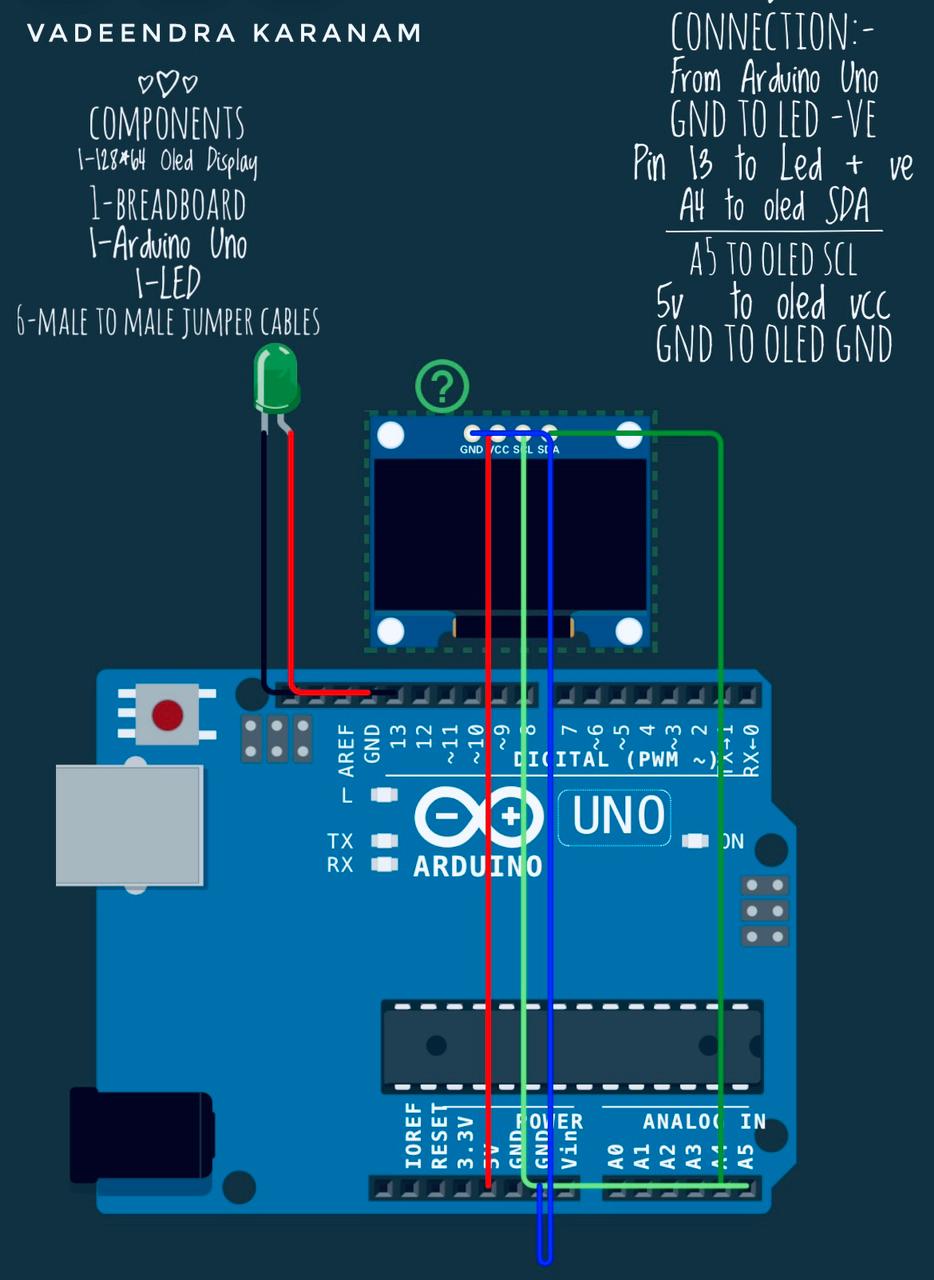 VADEENDRA KARANAM
COMPONENTS
1-128*64 Oled Display
1-BREADBOARD
1-Arduino Uno
1-LED
6-MALE TO MALE JUMPER CABLES
CONNECTION:-
From Arduino Uno
GND TO LED -VE
Pin 13 to Led + ve
A4 to oled SDA
A5 TO OLED SCL
5v to oled vcc
GND TO OLED GND
?
GND VCC SCL SDA
AREF GND 13 12 ~11 ~10 ~9 8 7 ~6 ~5 4 ~3 2 TX→1 RX←0
DIGITAL (PWM ~)
L
TX
RX
ARDUINO
UNO
ON
POWER
ANALOG IN
IOREF RESET 3.3V 5V GND GND Vin A0 A1 A2 A3 A4 A5